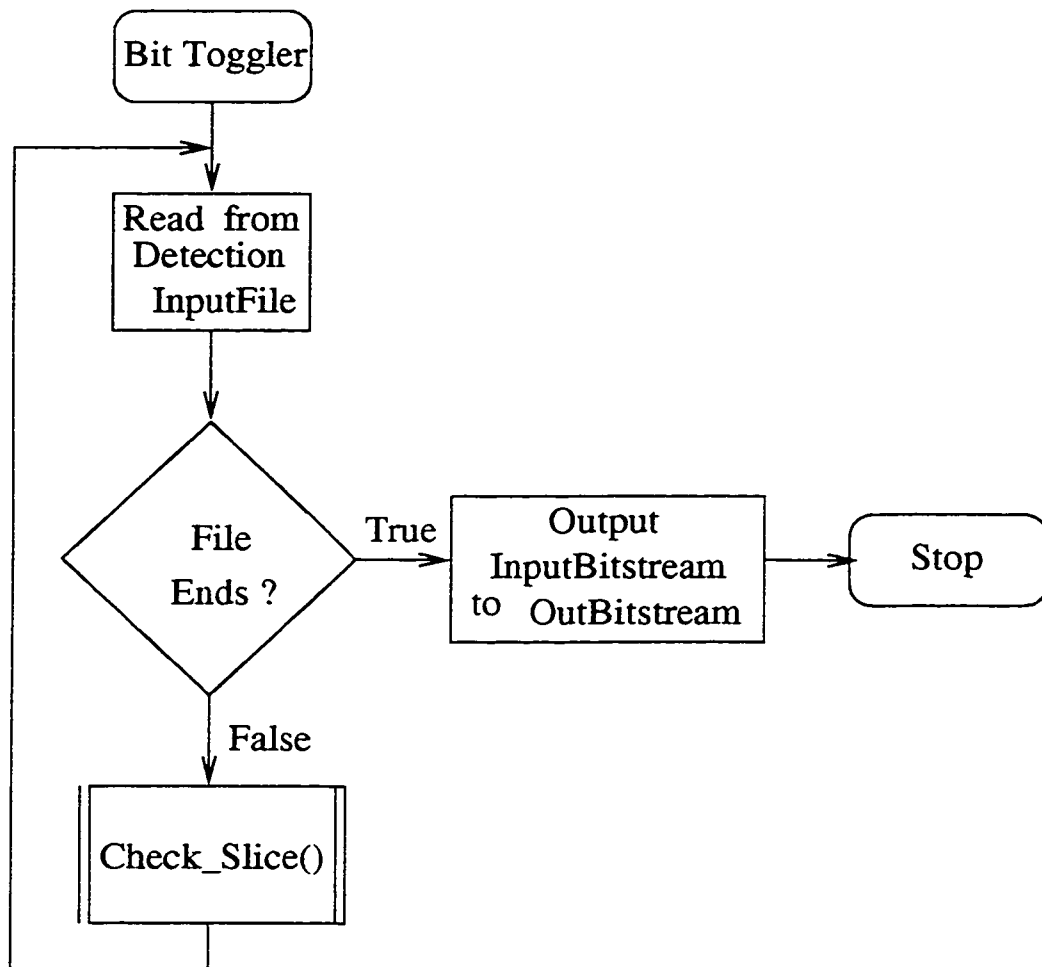 Bit Toggler
Read from
Detection
InputFile
File
Ends ?
True
Output
InputBitstream
to OutBitstream
Stop
False
Check_Slice()